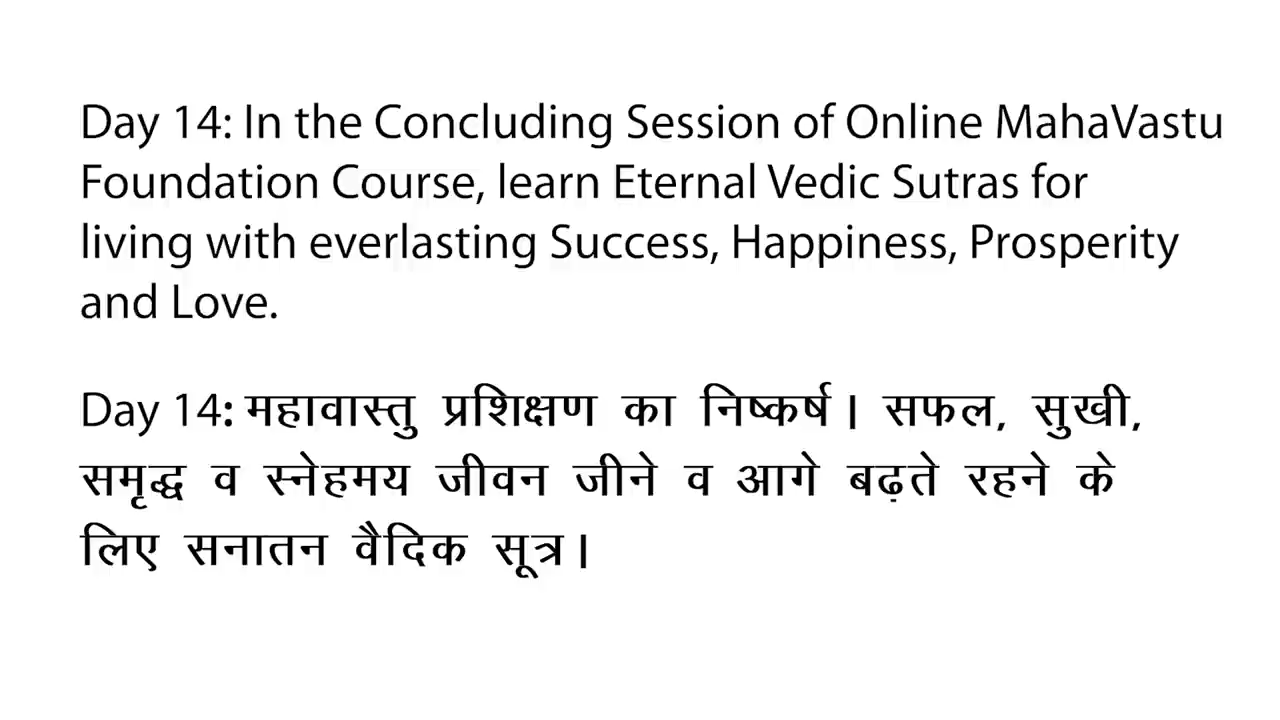 Day 14: In the Concluding Session of Online MahaVastu
Foundation Course, learn Eternal Vedic Sutras for
living with everlasting Success, Happiness, Prosperity
and Love.
Day 14: महावास्तु प्रशिक्षण का निष्कर्ष। सफल, सुखी,
समृद्ध व स्नेहमय जीवन जीने व आगे बढ़ते रहने के
लिए सनातन वैदिक सूत्र।